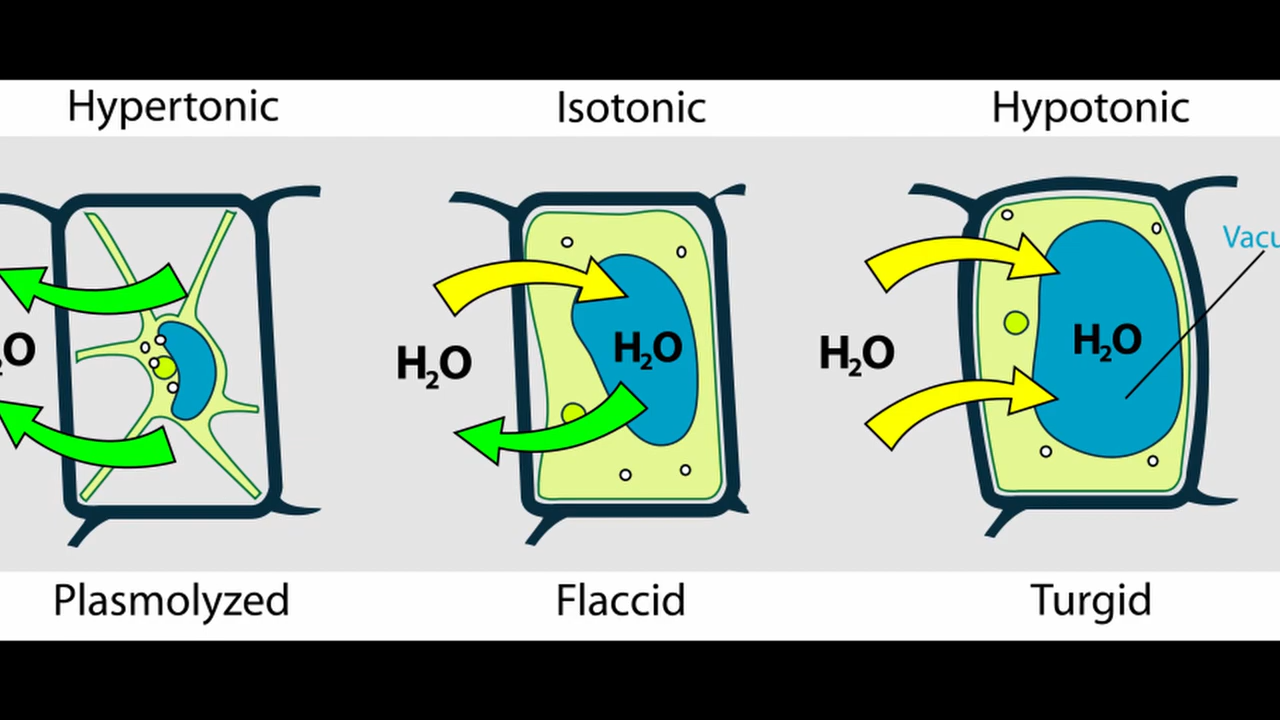 Hypertonic
Isotonic
Hypotonic
H₂O
H₂O
H₂O
H₂O
Plasmolyzed
Flaccid
Turgid